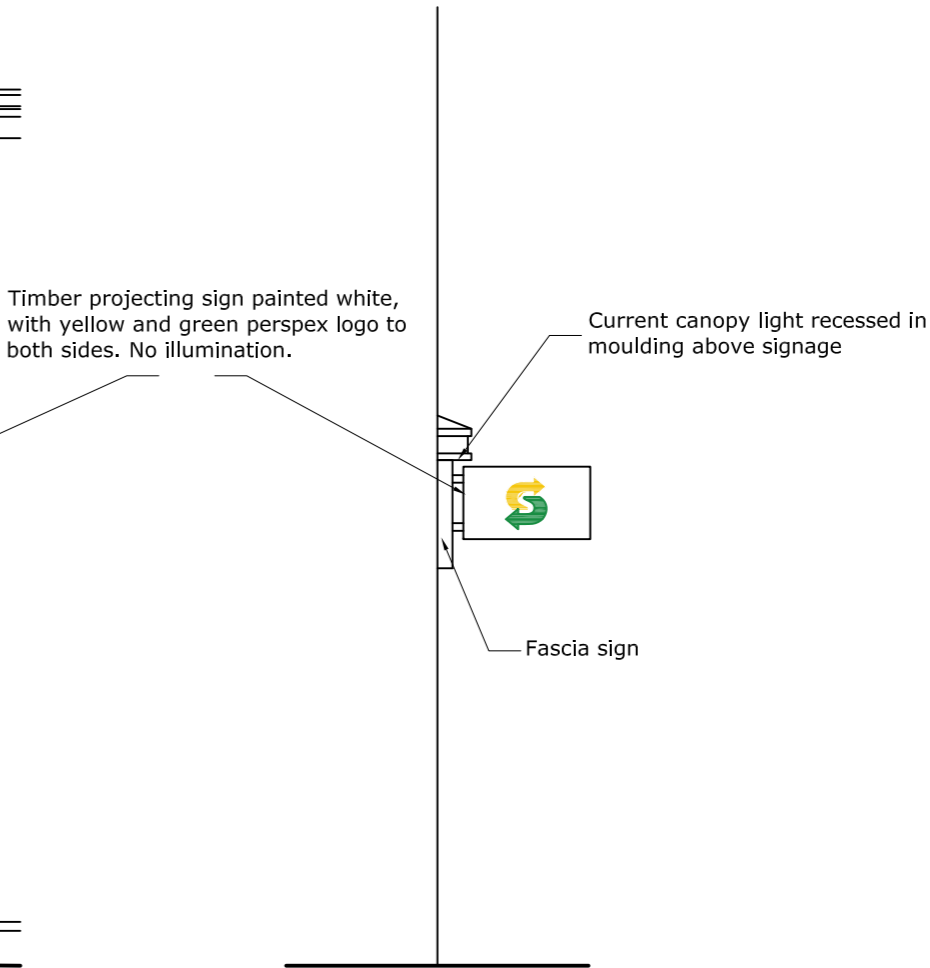 Timber projecting sign painted white,
with yellow and green perspex logo to
both sides. No illumination.
Current canopy light recessed in
moulding above signage
S
Fascia sign